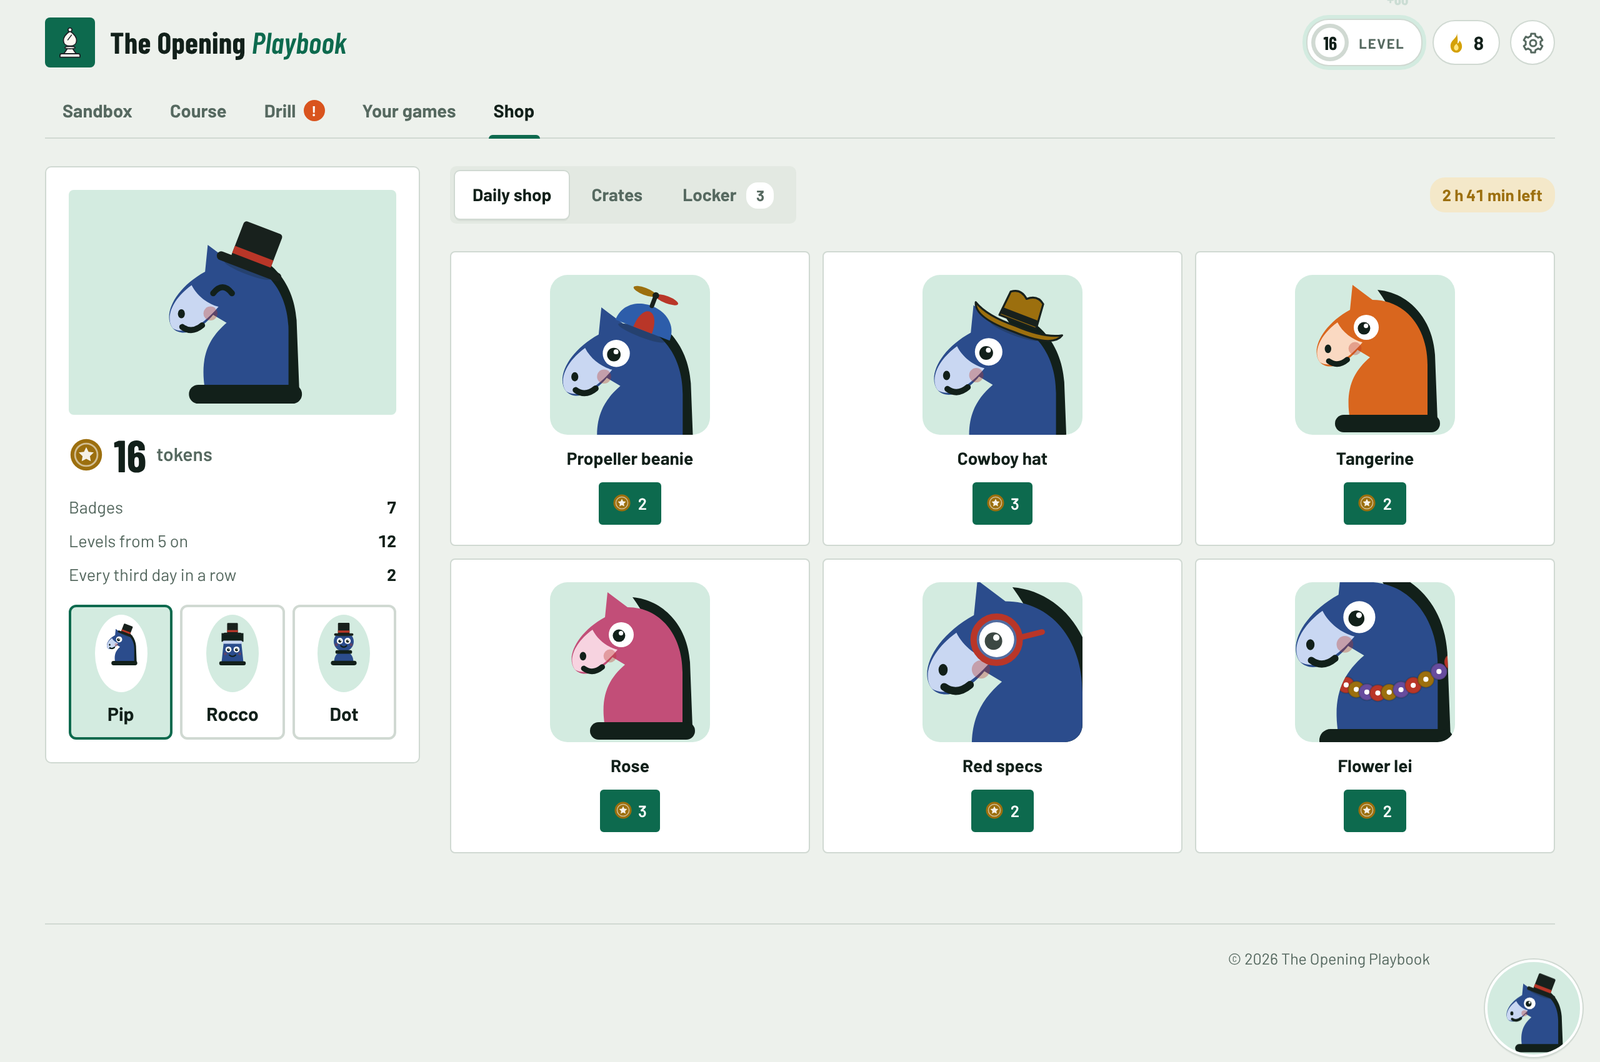 The Opening Playbook
16 LEVEL
8
Sandbox
Course
Drill !
Your games
Shop
16 tokens
Badges 7
Levels from 5 on 12
Every third day in a row 2
Pip
Rocco
Dot
Daily shop
Crates
Locker 3
2 h 41 min left
Propeller beanie
2
Cowboy hat
3
Tangerine
2
Rose
3
Red specs
2
Flower lei
2
© 2026 The Opening Playbook